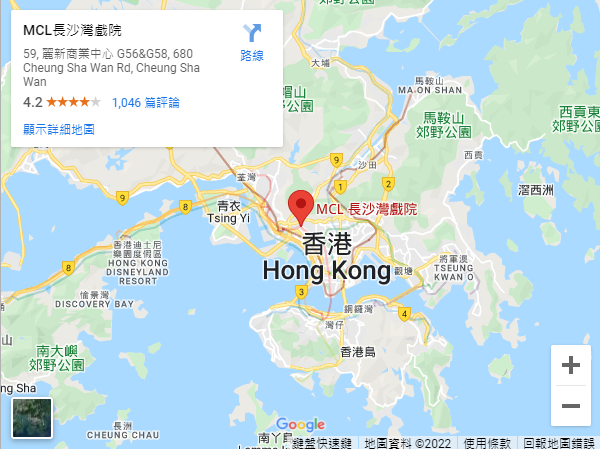 MCL長沙灣戲院
路線
59, 麗新商業中心 G56&G58, 680
Cheung Sha Wan Rd, Cheung Sha
Wan
4.2
1,046 篇評論
顯示詳細地圖
大埔
馬鞍山
MA ON SHAN
帽山
公園
馬鞍山
郊野公園
西貢東
郊野公園
西貢
沙田
荃灣
9
9
1
2
滘西洲
青衣
Tsing Yi
8
MCL 長沙灣戲院
香港
Hong Kong
香港迪士尼
樂園度假區
HONG KONG
DISNEYLAND
RESORT
8
愉景灣
DISCOVERY BAY
觀塘
將軍澳
TSEUNG
KWAN O
3
銅鑼灣
4
灣仔
香港島
南大嶼
郊野公園
ong Sha
長洲
CHEUNG CHAU
Google
南丫島
鍵盤快速鍵
地圖資料 ©2022
使用條款
回報地圖錯誤